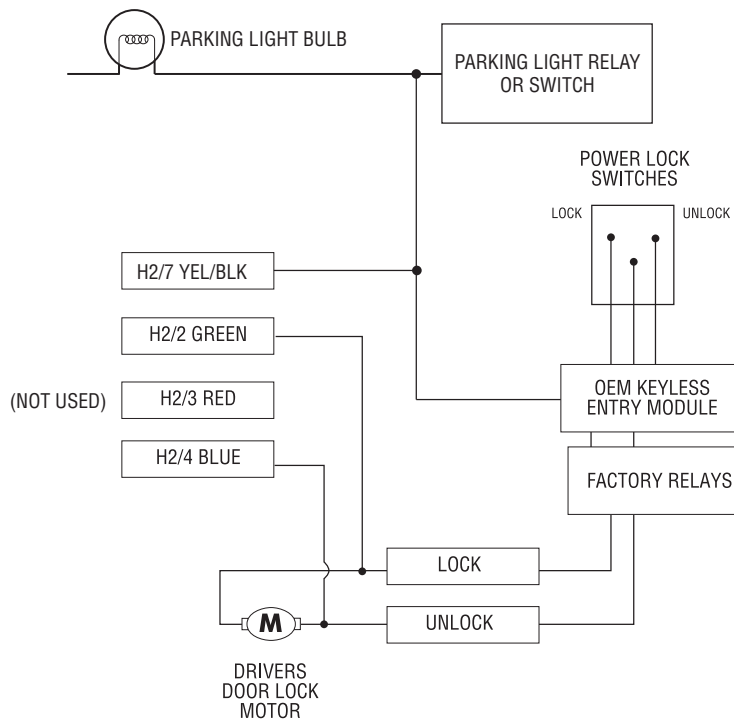 PARKING LIGHT BULB
PARKING LIGHT RELAY
OR SWITCH
POWER LOCK
SWITCHES
LOCK
UNLOCK
H2/7 YEL/BLK
H2/2 GREEN
(NOT USED)
H2/3 RED
H2/4 BLUE
OEM KEYLESS
ENTRY MODULE
FACTORY RELAYS
LOCK
UNLOCK
M
DRIVERS
DOOR LOCK
MOTOR